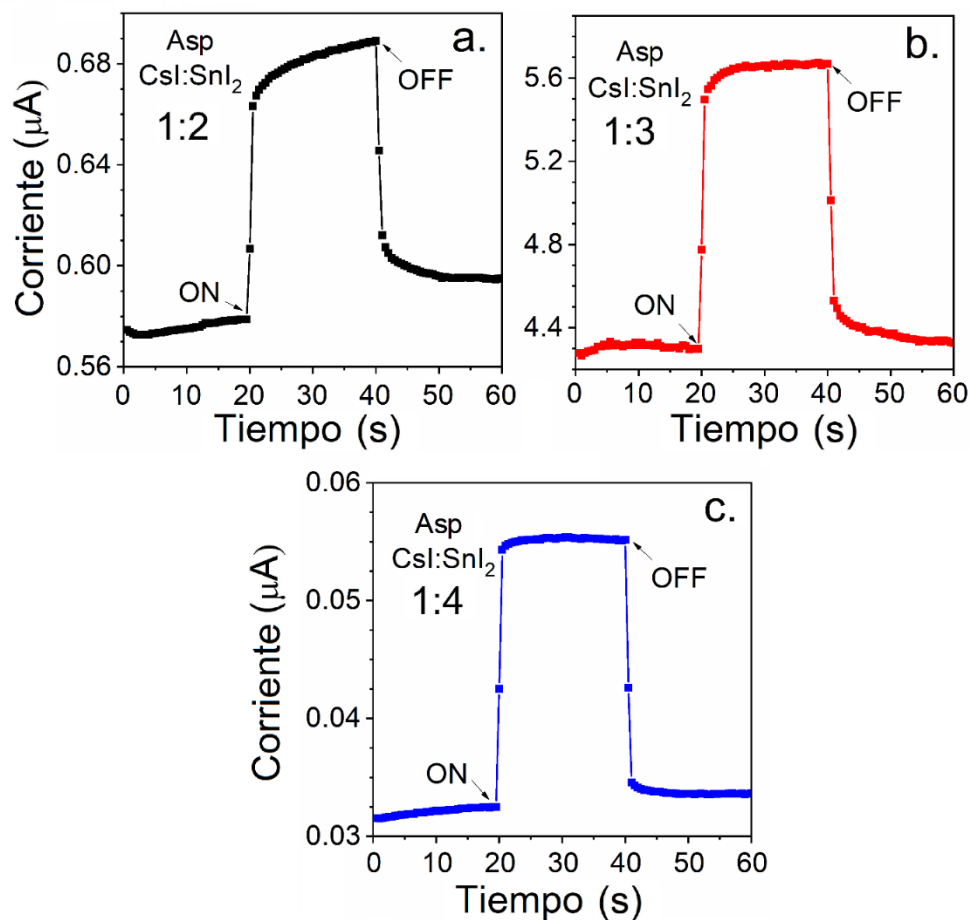 a.
Asp
CsI:SnI₂
1:2
OFF
ON
0.68
0.64
0.60
0.56
Corriente (μA)
0 10 20 30 40 50 60
Tiempo (s)
b.
Asp
CsI:SnI₂
1:3
OFF
ON
5.6
5.2
4.8
4.4
0 10 20 30 40 50 60
Tiempo (s)
c.
Asp
CsI:SnI₂
1:4
OFF
ON
0.06
0.05
0.04
0.03
Corriente (μA)
0 10 20 30 40 50 60
Tiempo (s)